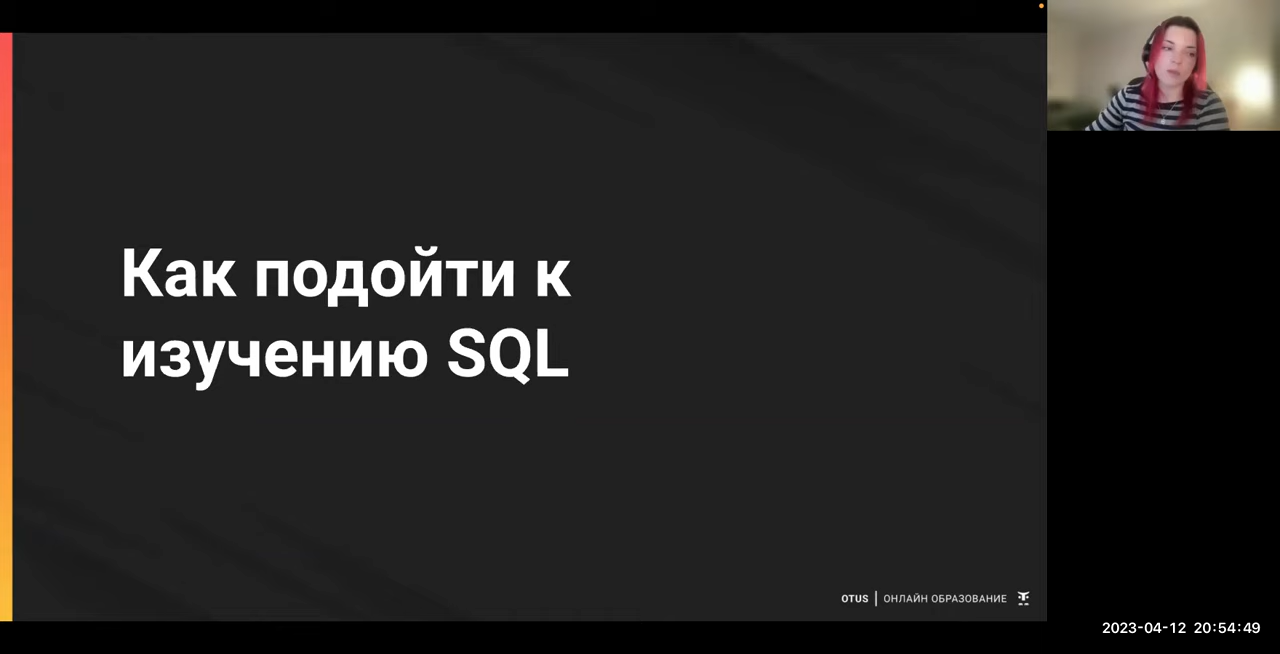 Как подойти к
изучению SQL
OTUS | ОНЛАЙН ОБРАЗОВАНИЕ
2023-04-12 20:54:49